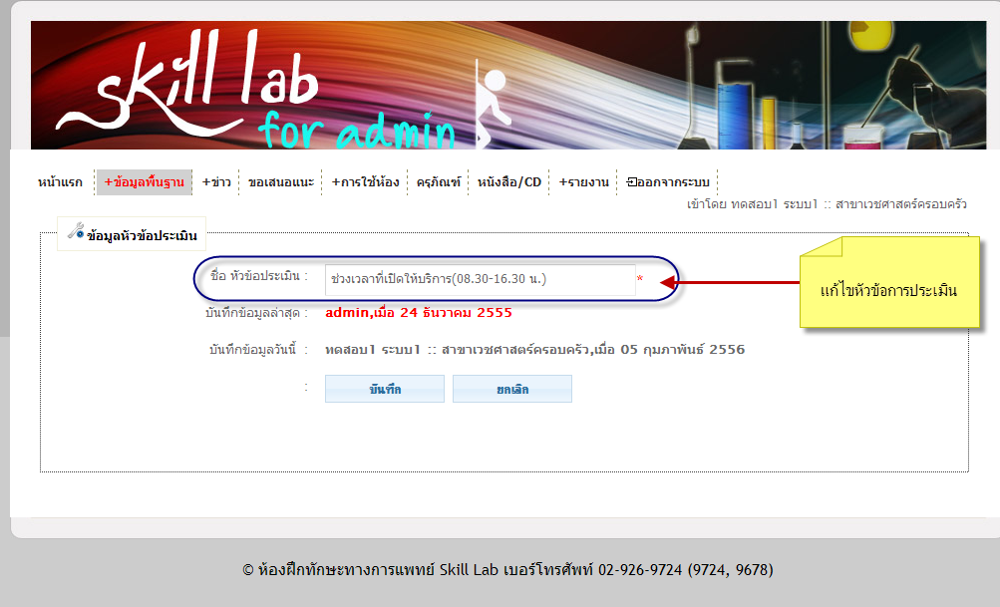 skill lab
for admin
หน้าแรก +ข้อมูลพื้นฐาน +ข่าว ขอเสนอแนะ +การใช้ห้อง ครุภัณฑ์ หนังสือ/CD +รายงาน ออกจากระบบ
เข้าโดย ทดสอบ1 ระบบ1 :: สาขาเวชศาสตร์ครอบครัว
ข้อมูลหัวข้อประเมิน
ชื่อ หัวข้อประเมิน : ช่วงเวลาที่เปิดให้บริการ(08.30-16.30 น.) *
แก้ไขหัวข้อการประเมิน
บันทึกข้อมูลล่าสุด : admin,เมื่อ 24 ธันวาคม 2555
บันทึกข้อมูลวันนี้ : ทดสอบ1 ระบบ1 :: สาขาเวชศาสตร์ครอบครัว,เมื่อ 05 กุมภาพันธ์ 2556
: บันทึก ยกเลิก
© ห้องฝึกทักษะทางการแพทย์ Skill Lab เบอร์โทรศัพท์ 02-926-9724 (9724, 9678)